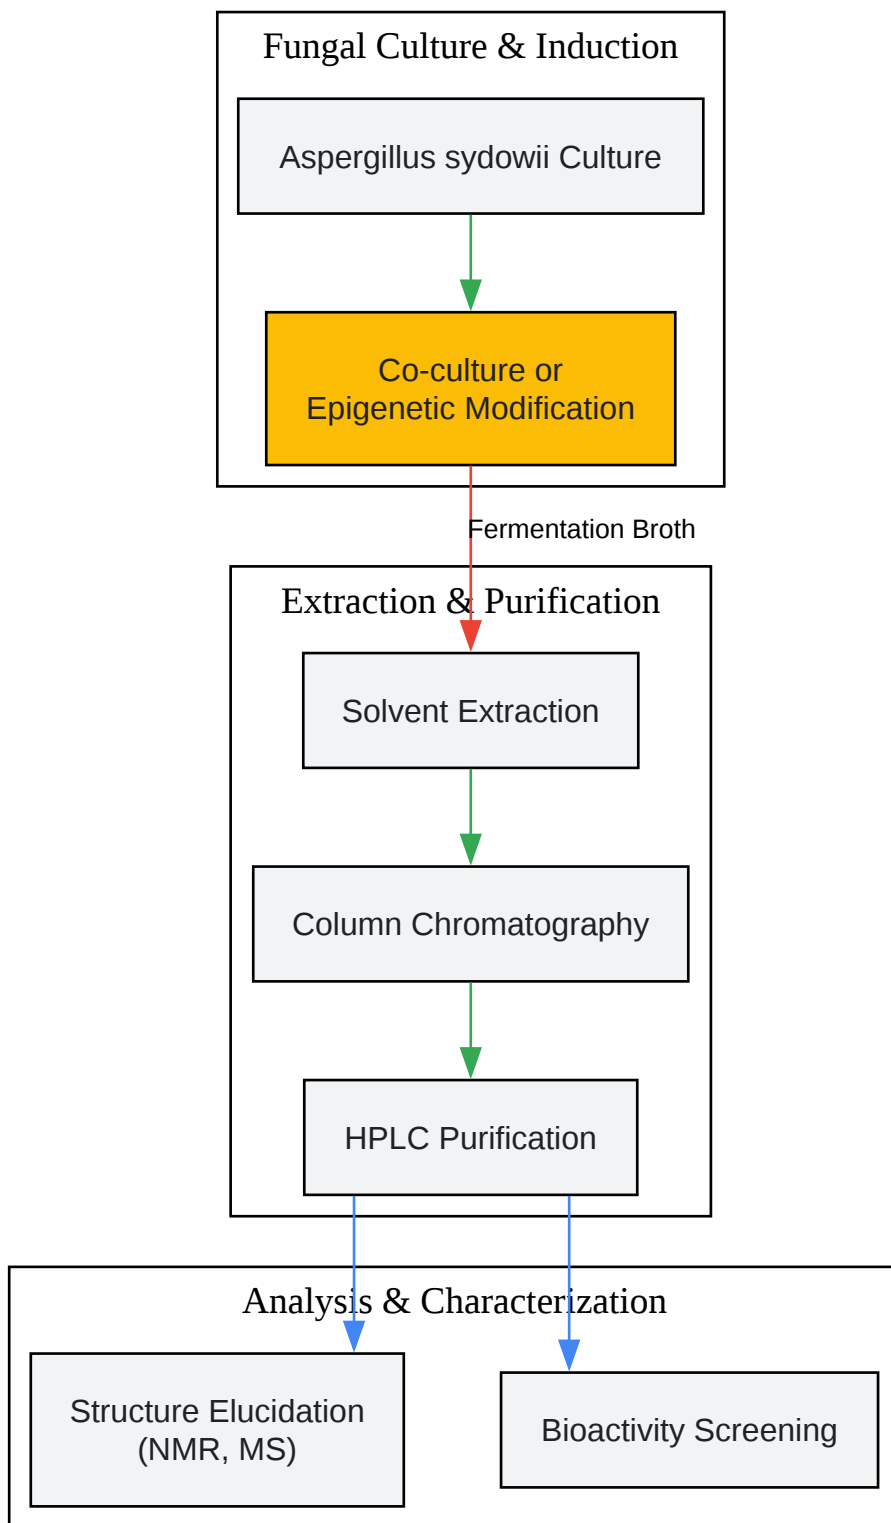 Fungal Culture & Induction
Aspergillus sydowii Culture
Co-culture or
Epigenetic Modification
Fermentation Broth
Extraction & Purification
Solvent Extraction
Column Chromatography
HPLC Purification
Analysis & Characterization
Structure Elucidation
(NMR, MS)
Bioactivity Screening